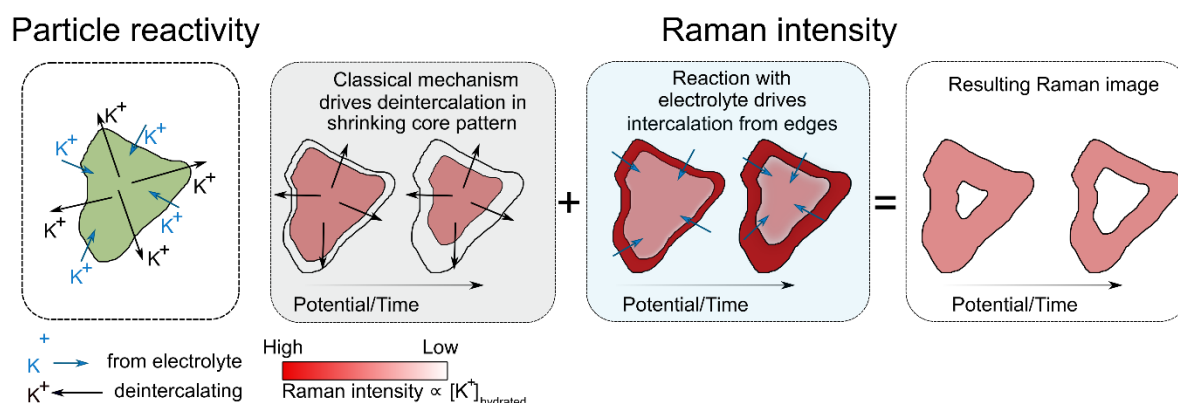 Particle reactivity
Raman intensity
K+
K+
K+
K+
K+
K+
K+
K+
Classical mechanism
drives deintercalation in
shrinking core pattern
Potential/Time
+
Reaction with
electrolyte drives
intercalation from edges
Potential/Time
=
Resulting Raman image
Potential/Time
K+ from electrolyte
K+ deintercalating
High Low
Raman intensity ∝ [K+]hydrated